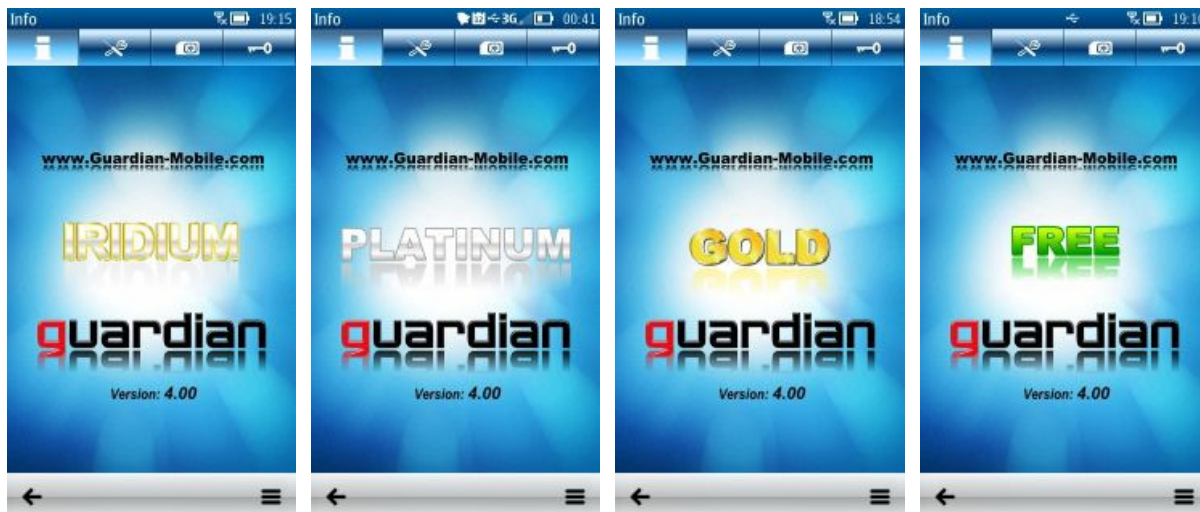 Info 19:15
www.Guardian-Mobile.com
IRIDIUM
guardian
Version: 4.00
Info 3G 00:41
www.Guardian-Mobile.com
PLATINUM
guardian
Version: 4.00
Info 18:54
www.Guardian-Mobile.com
GOLD
guardian
Version: 4.00
Info
www.Guardian-Mobile.com
FREE
guardian
Version: 4.00